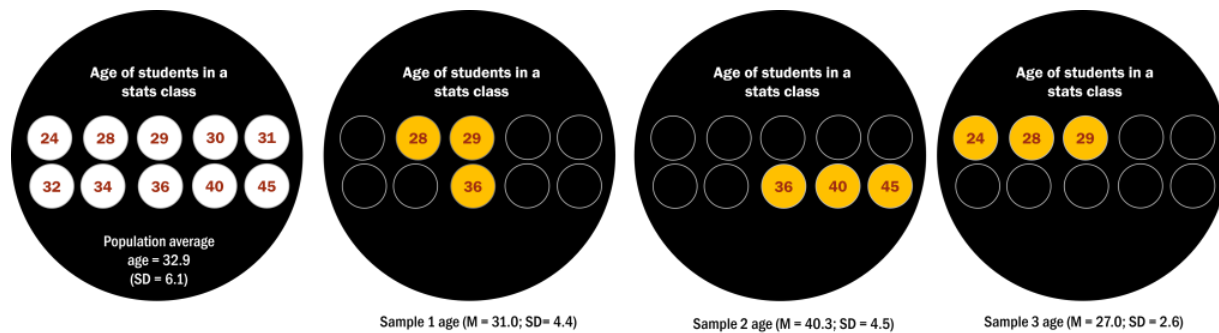 Age of students in a
stats class
24 28 29 30 31
32 34 36 40 45
Population average
age = 32.9
(SD = 6.1)
Age of students in a
stats class
28 29
36
Sample 1 age (M = 31.0; SD= 4.4)
Age of students in a
stats class
36 40 45
Sample 2 age (M = 40.3; SD = 4.5)
Age of students in a
stats class
24 28 29
Sample 3 age (M = 27.0; SD = 2.6)